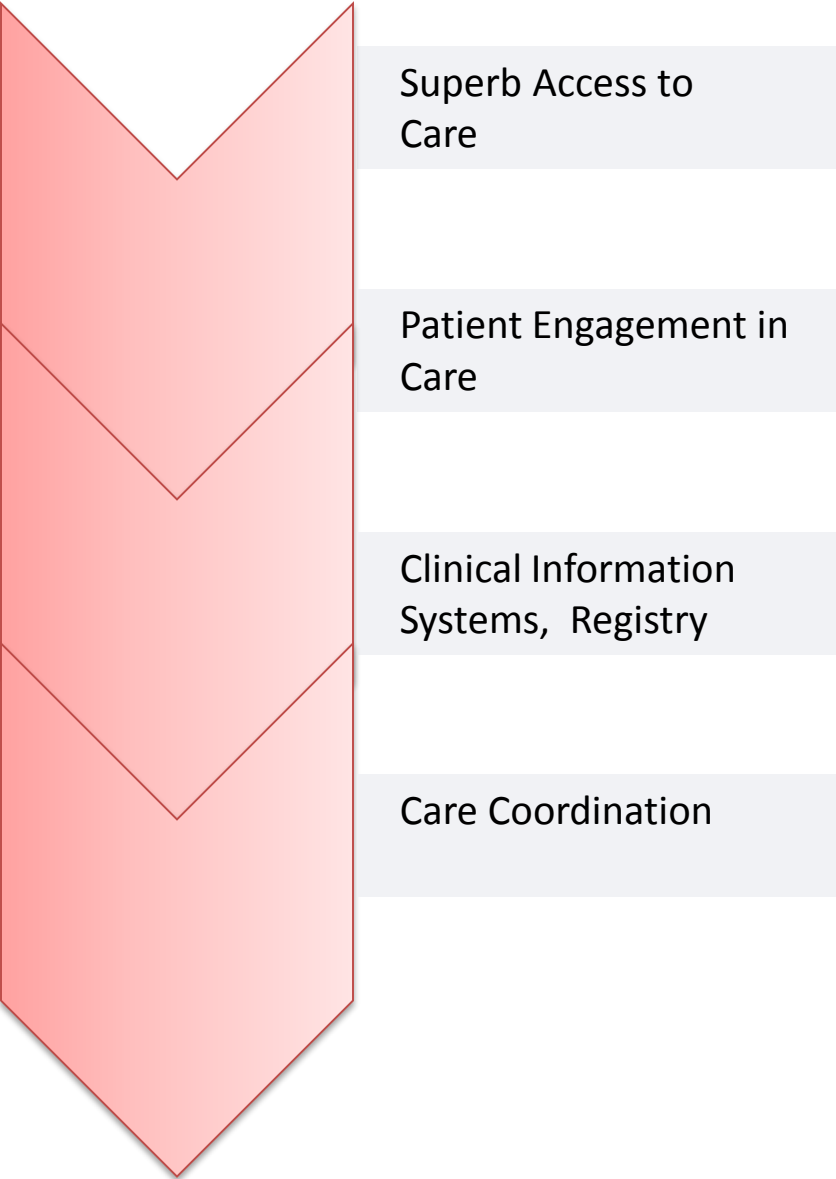 Superb Access to
Care
Patient Engagement in
Care
Clinical Information
Systems,  Registry
Care Coordination